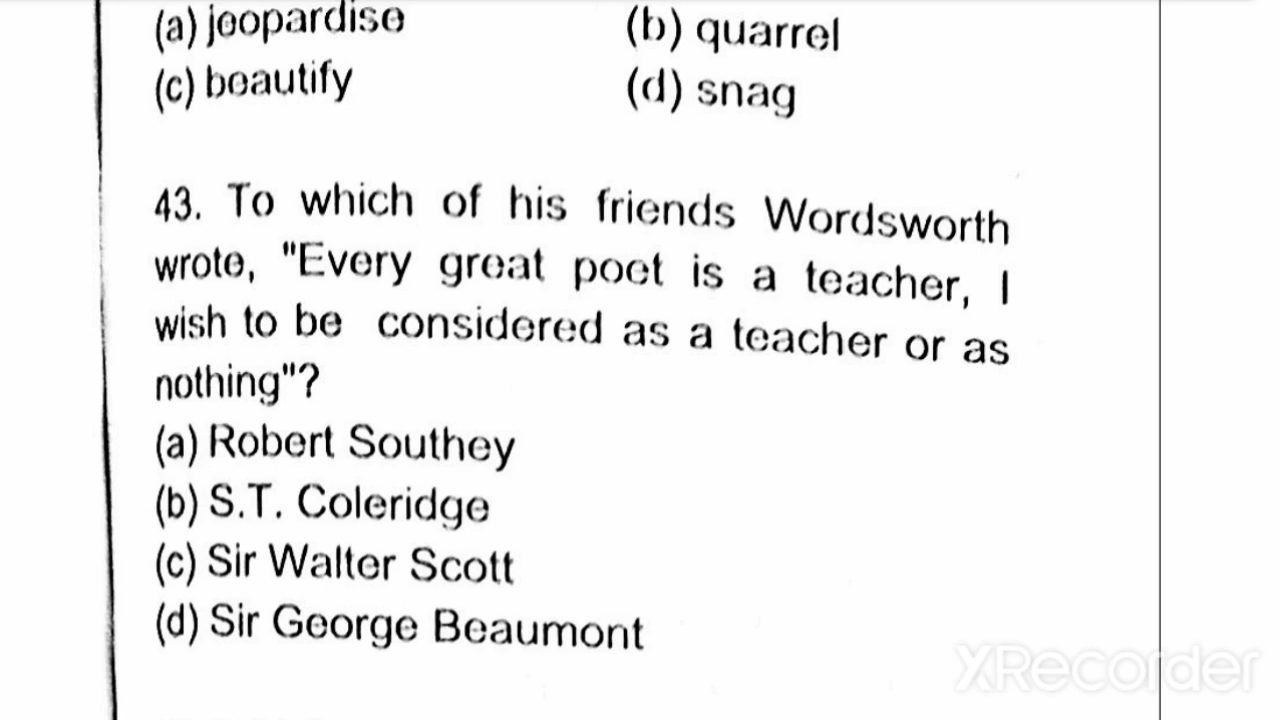 (a) jeopardise (b) quarrel
(c) beautify (d) snag
43. To which of his friends Wordsworth
wrote, "Every great poet is a teacher, I
wish to be considered as a teacher or as
nothing"?
(a) Robert Southey
(b) S.T. Coleridge
(c) Sir Walter Scott
(d) Sir George Beaumont
XRecorder